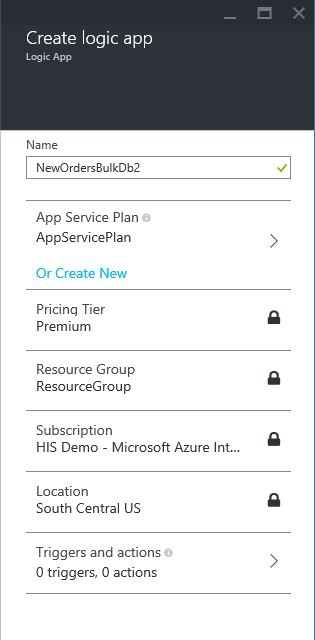 Create logic app
Logic App
Name
NewOrdersBulkDb2
App Service Plan
AppServicePlan
Or Create New
Pricing Tier
Premium
Resource Group
ResourceGroup
Subscription
HIS Demo - Microsoft Azure Int...
Location
South Central US
Triggers and actions
0 triggers, 0 actions